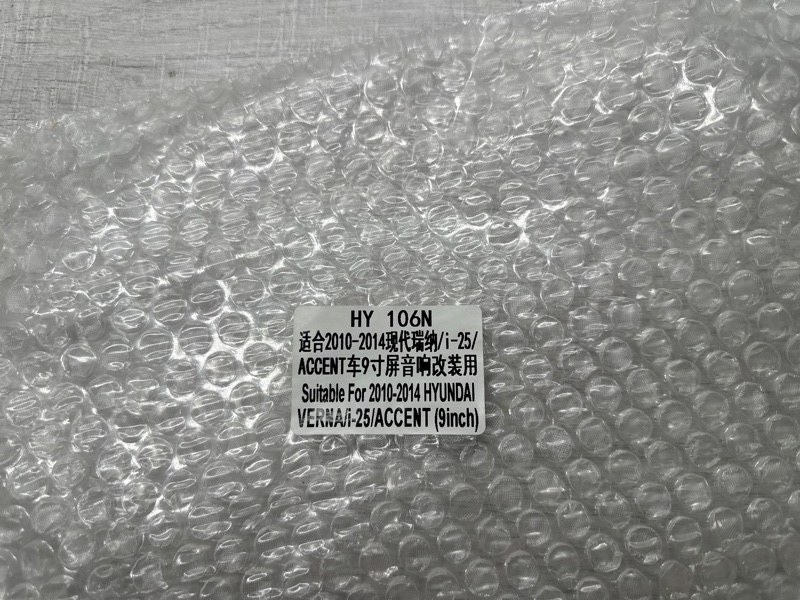 HY 106N
适合2010-2014现代瑞纳/i-25/
ACCENT车9寸屏音响改装用
Suitable For 2010-2014 HYUNDAI
VERNA/i-25/ACCENT (9inch)